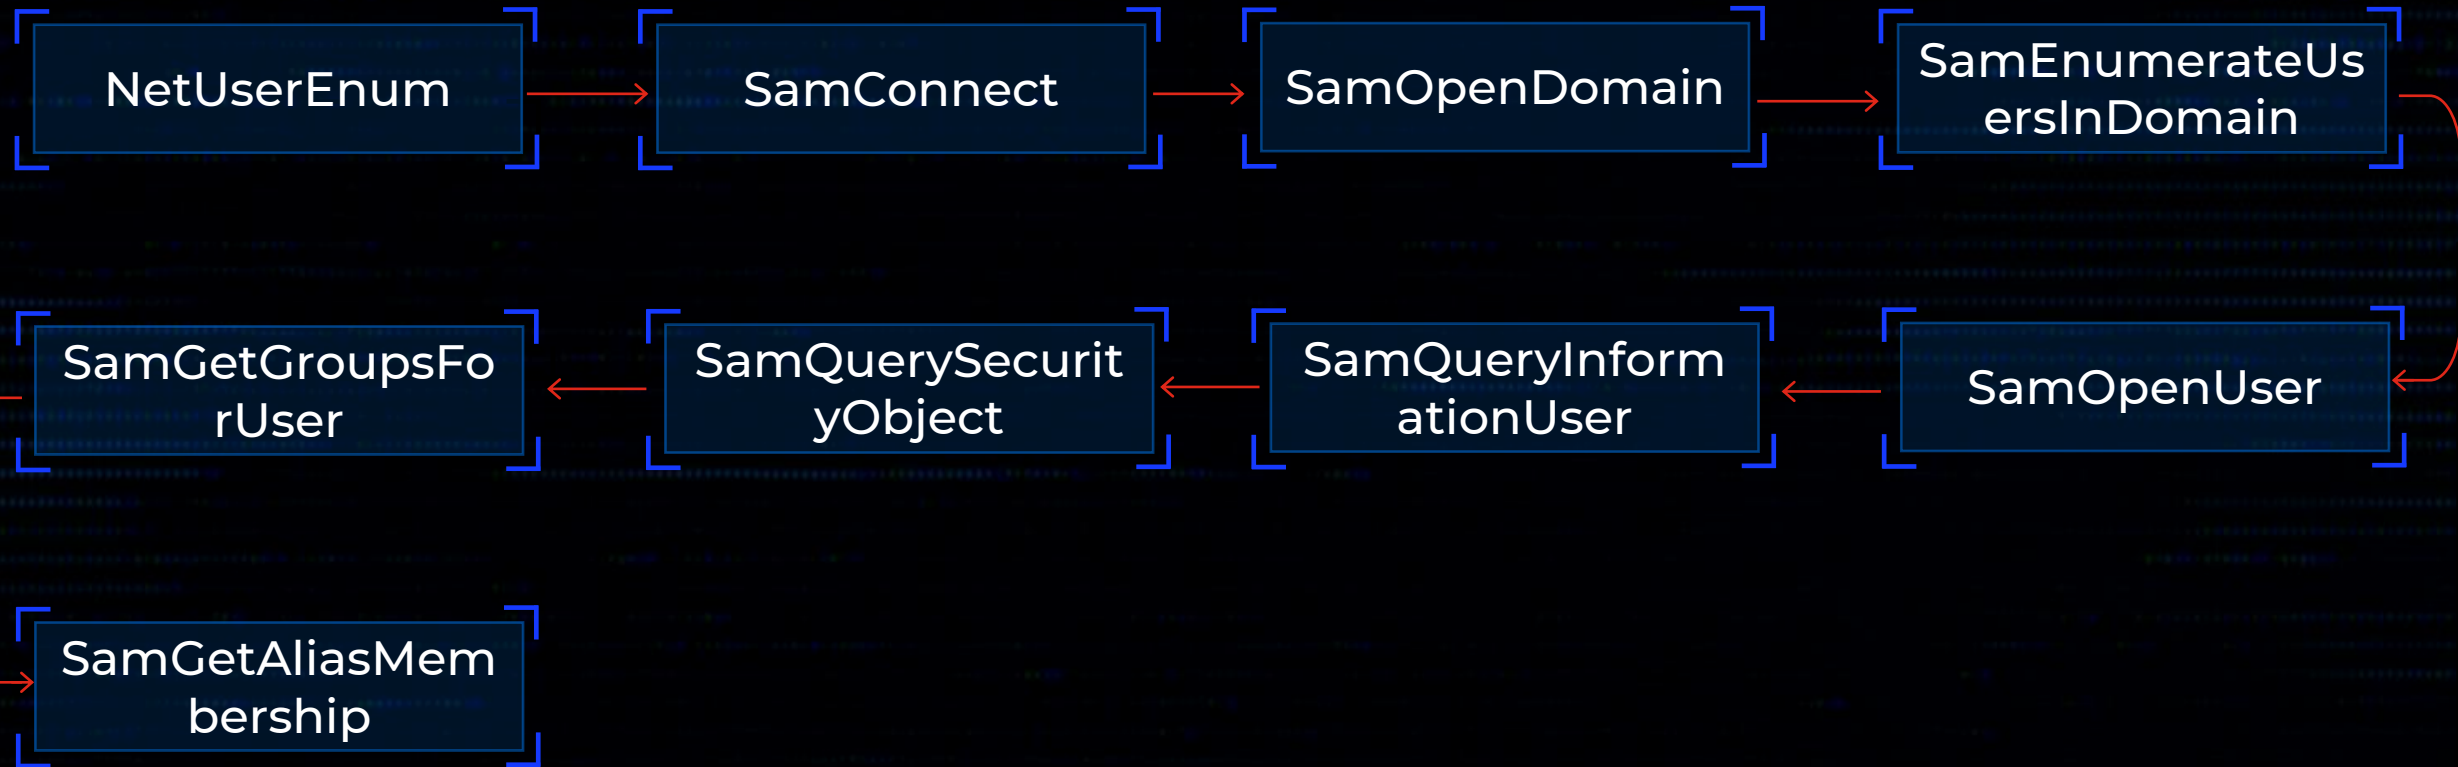 NetUserEnum
SamConnect
SamOpenDomain
SamEnumerateUs
ersInDomain
SamGetGroupsFo
rUser
SamQuerySecurit
yObject
SamQueryInform
ationUser
SamOpenUser
SamGetAliasMem
bership